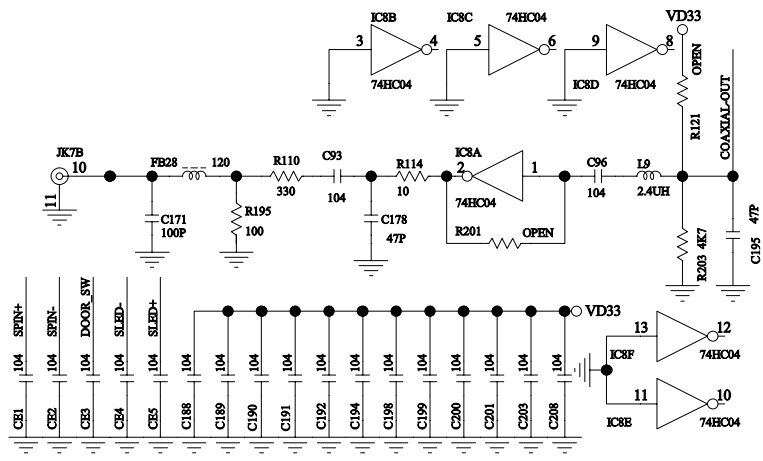 IC8B IC8C 74HC04 VD33
3 4 5 6 9 8
74HC04 IC8D 74HC04
OPEN
R121
COAXIAL-OUT
JK7B
10
11
FB28 120 R110 C93 R114 IC8A C96 L9
330 104 10 2 1 104 2.4UH
74HC04
C171
100P
R195
100
C178
47P
R201 OPEN
R203 4K7
C195 47P
SPIN+ SPIN- DOOR_SW SLED- SLED+
VD33
104 104 104 104 104 104 104 104 104 104 104 104 104 104 104 104 104
CE1 CE2 CE3 CE4 CE5 C188 C189 C190 C191 C192 C194 C198 C199 C200 C201 C203 C208
13 12
IC8F 74HC04
11 10
IC8E 74HC04